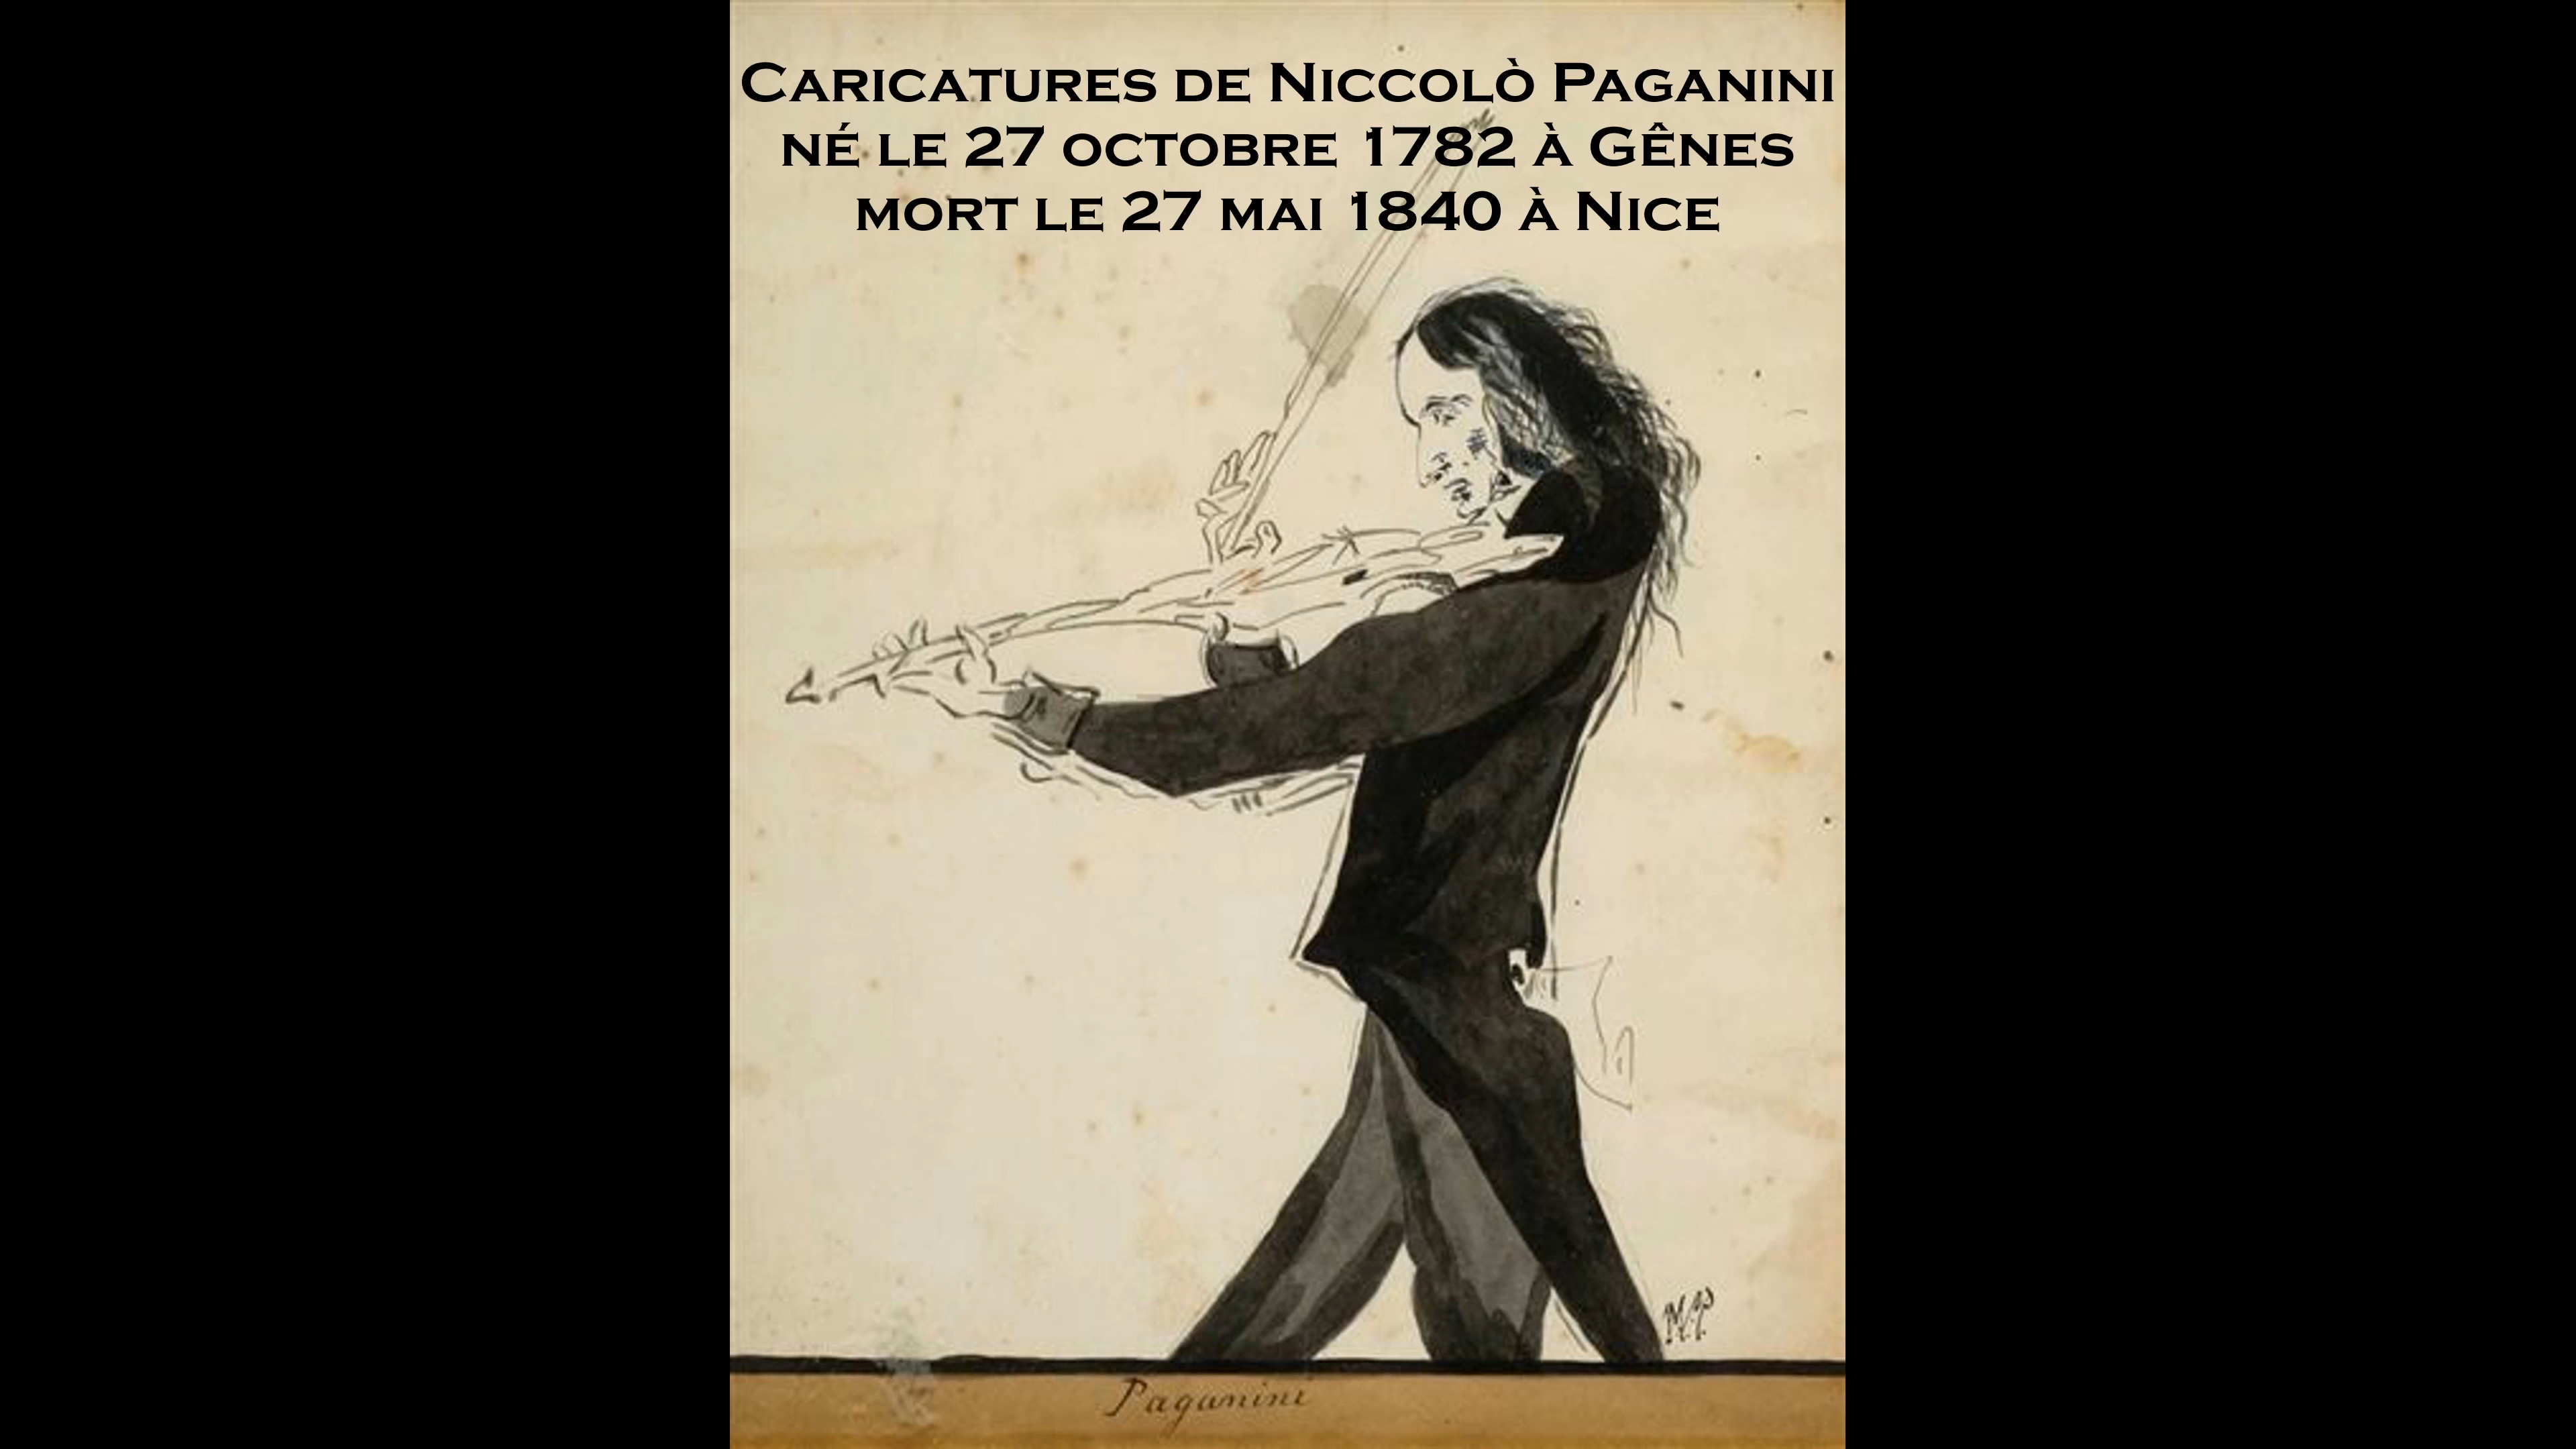 Caricatures de Niccolò Paganini
né le 27 octobre 1782 à Gênes
mort le 27 mai 1840 à Nice
M.P
Paganini